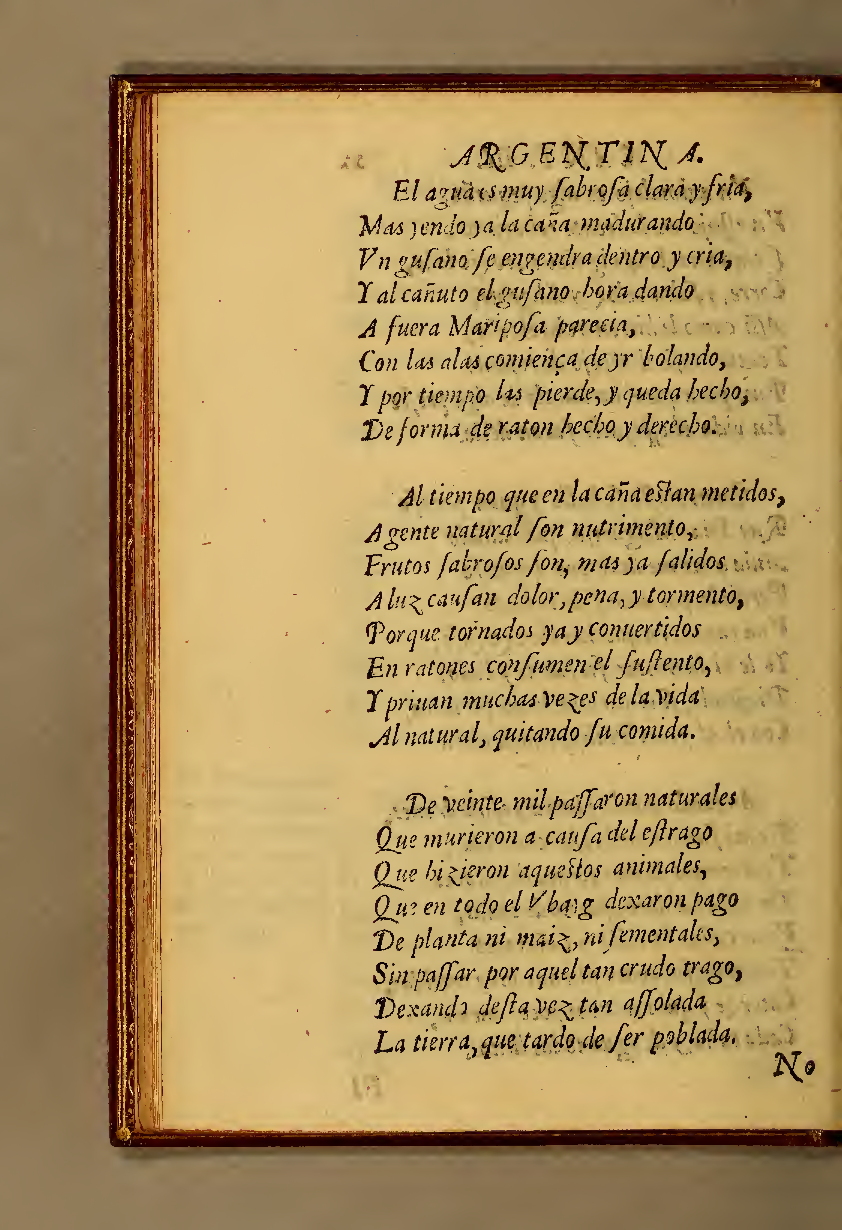 ARGENTINA.
El agua es muy ſabroſa clara y fria,
Mas yendo ya la caña madurando
Vn guſano ſe engendra dentro y cria,
Y al cañuto el guſano hora dando
A fuera Maripoſa parecia,
Con las alas comiença de yr bolando,
Y por tiempo las pierde, y queda hecho,
De forma de raton hecho y derecho.

Al tiempo que en la caña eſtan metidos,
A gente natural ſon nutrimento,
Frutos ſabroſos ſon, mas ya ſalidos
A luz cauſan dolor, pena, y tormento,
Porque tornados ya y conuertidos
En ratones conſumen el ſuſtento,
Y priuan muchas vezes de la vida
Al natural, quitando ſu comida.

De veinte mil paſſaron naturales
Que murieron a cauſa del eſtrago
Que hizieron aqueſtos animales,
Que en todo el Vbaig dexaron pago
De planta ni maiz, ni ſementales,
Sin paſſar por aquel tan crudo trago,
Dexando deſta vez tan aſſolada
La tierra, que tardo de ſer poblada.
No